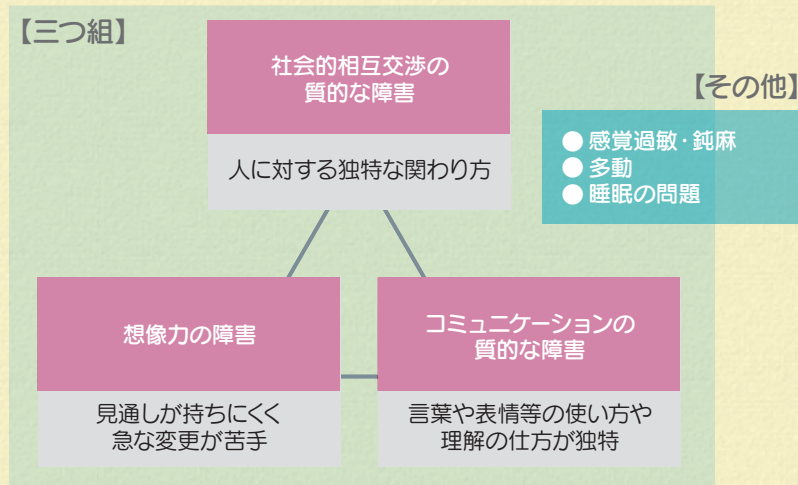 【三つ組】
社会的相互交渉の
質的な障害
人に対する独特な関わり方
【その他】
● 感覚過敏・鈍麻
● 多動
● 睡眠の問題
想像力の障害
見通しが持ちにくく
急な変更が苦手
コミュニケーションの
質的な障害
言葉や表情等の使い方や
理解の仕方が独特